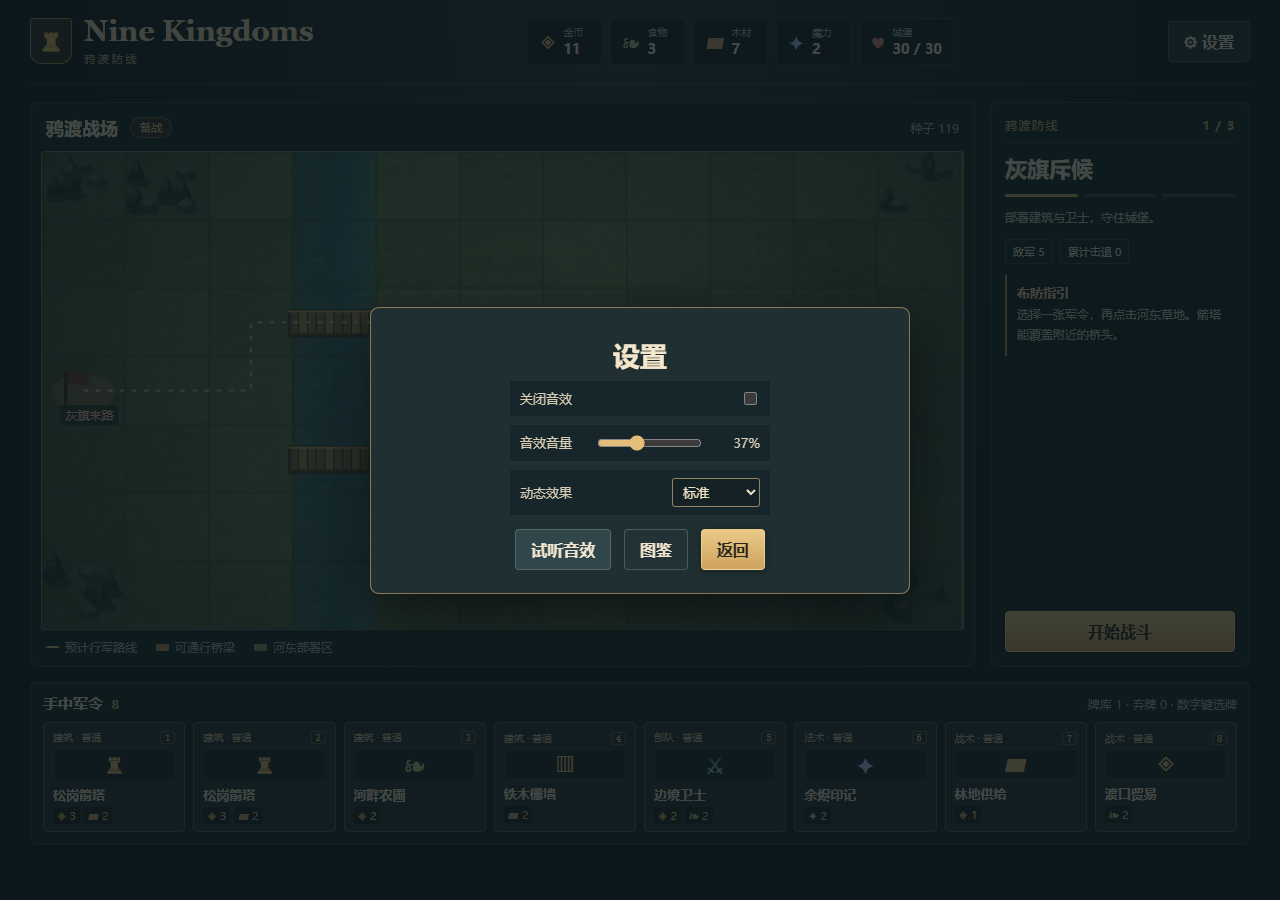 Nine Kingdoms
鸦渡防线
金币
11
食物
3
木材
7
魔力
2
城堡
30 / 30
⚙ 设置
鸦渡战场
备战
种子 119
灰旗来路
预计行军路线
可通行桥梁
河东部署区
鸦渡防线
1 / 3
灰旗斥候
部署建筑与卫士，守住城堡。
敌军 5
累计击退 0
布防指引
选择一张军令，再点击河东草地。箭塔
能覆盖附近的桥头。
开始战斗
设置
关闭音效
音效音量
37%
动态效果
标准
试听音效
图鉴
返回
手中军令 8
牌库 1 · 弃牌 0 · 数字键选牌
建筑 · 普通
1
松岗箭塔
3
2
建筑 · 普通
2
松岗箭塔
3
2
建筑 · 普通
3
河畔农圃
2
建筑 · 普通
4
铁木栅墙
2
部队 · 普通
5
边境卫士
2
2
法术 · 普通
6
余烬印记
2
战术 · 普通
7
林地供给
1
战术 · 普通
8
渡口贸易
2